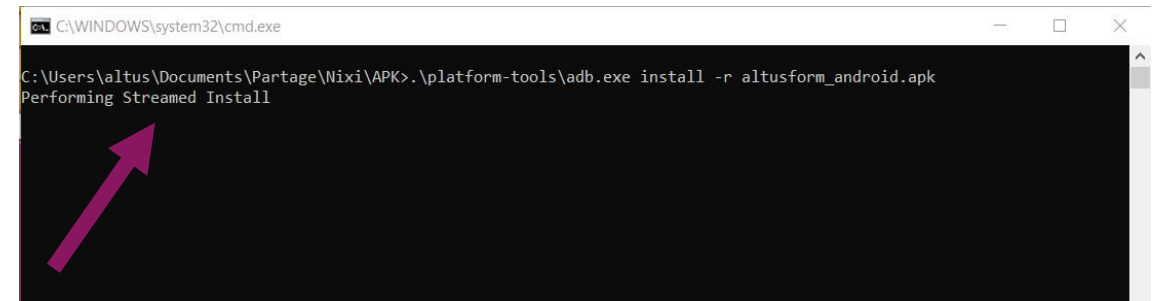 C:\WINDOWS\system32\cmd.exe
C:\Users\altus\Documents\Partage\Nixi\APK>.\platform-tools\adb.exe install -r altusform_android.apk
Performing Streamed Install